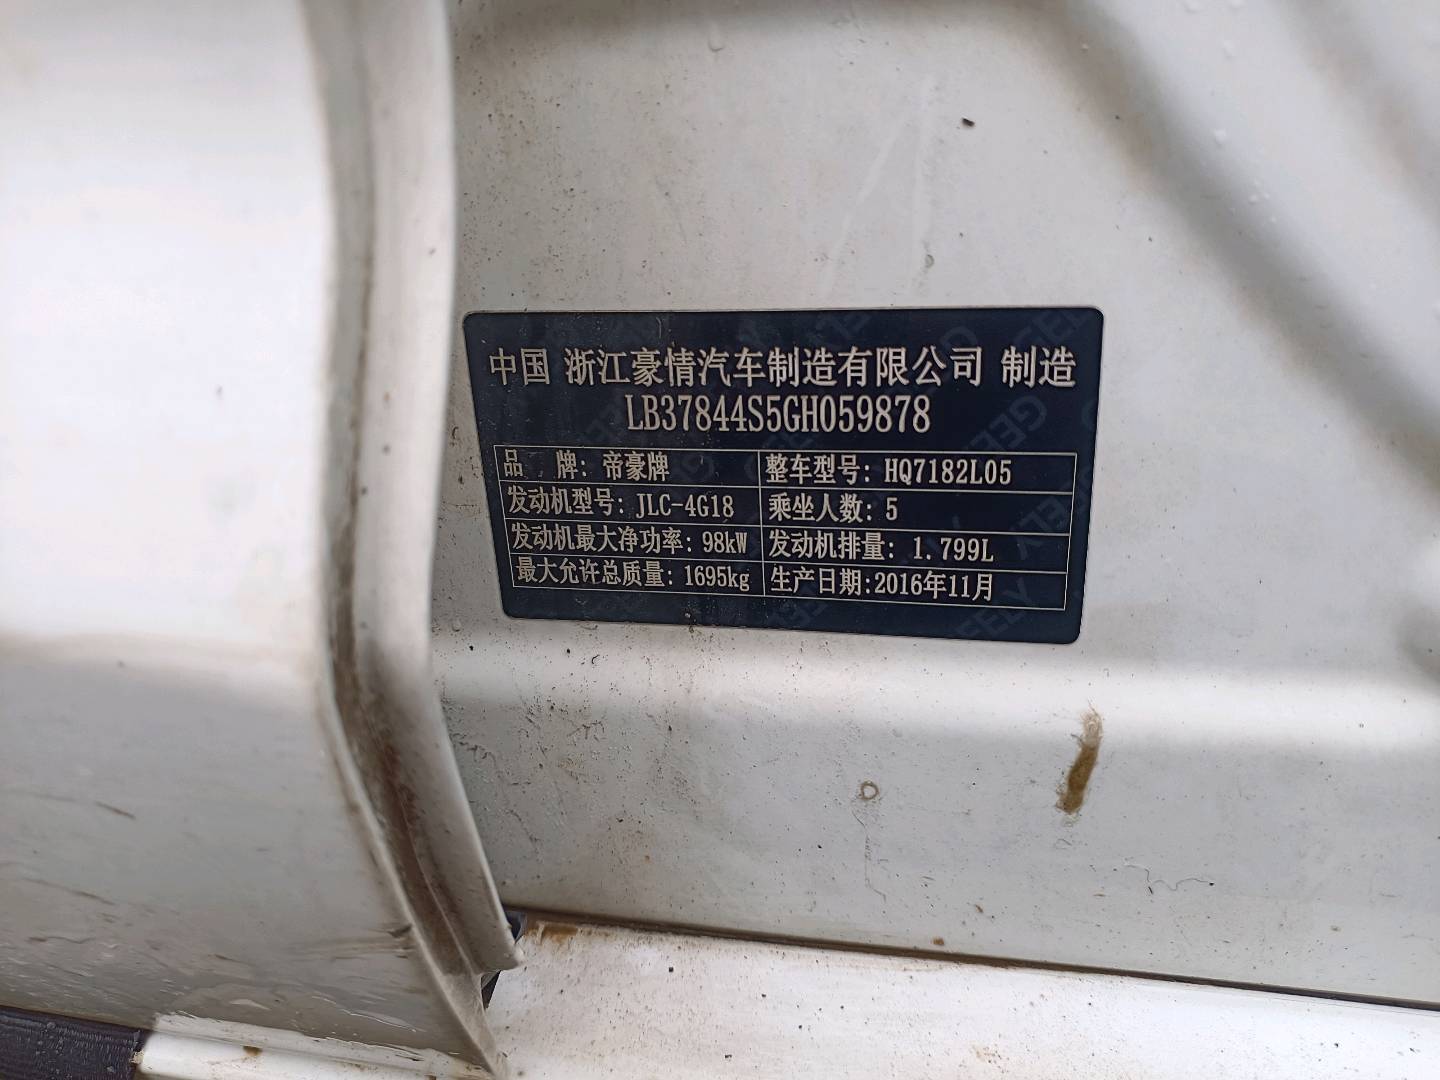 中国 浙江豪情汽车制造有限公司 制造
LB37844S5GH059878
品 牌: 帝豪牌 整车型号: HQ7182L05
发动机型号: JLC-4G18 乘坐人数: 5
发动机最大净功率: 98kW 发动机排量: 1.799L
最大允许总质量: 1695kg 生产日期:2016年11月